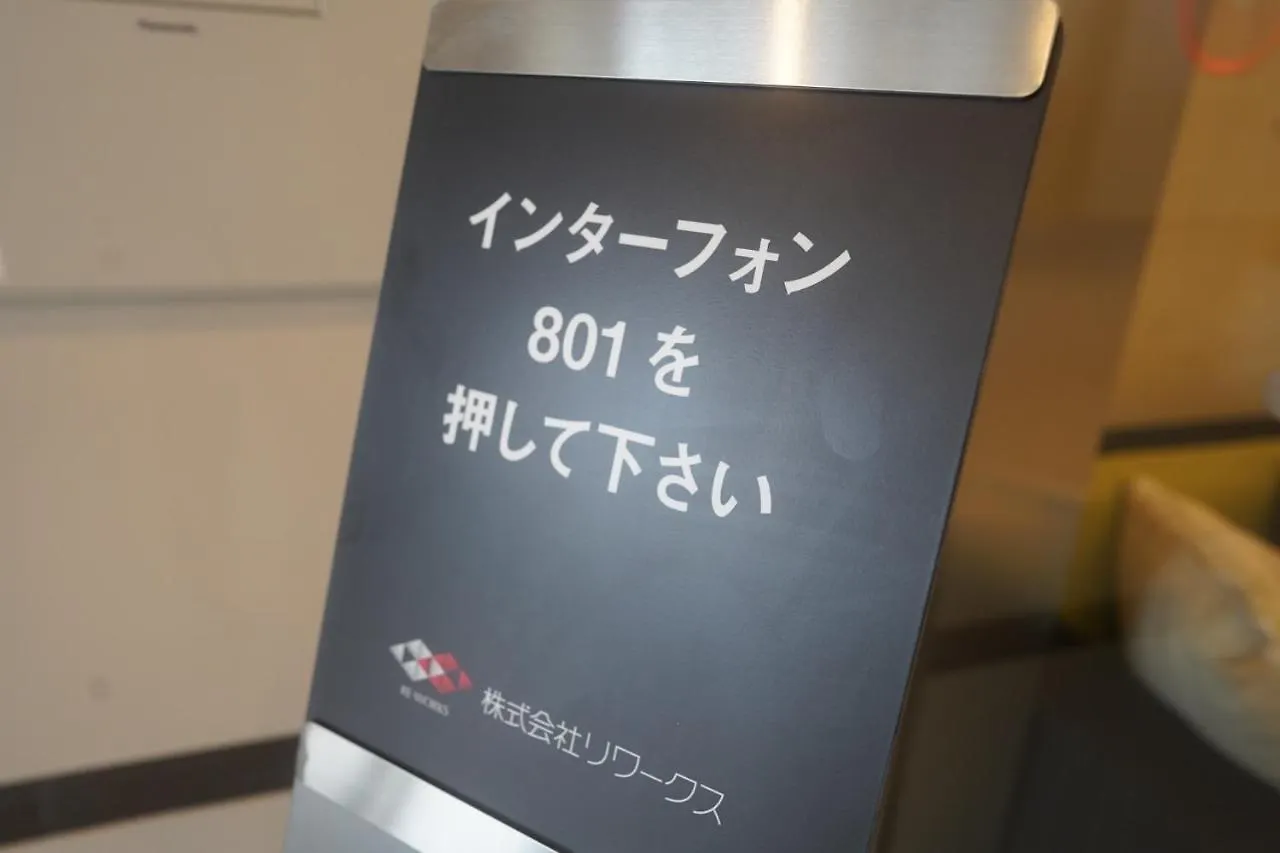 インターフォン
801を
押して下さい
RE WORKS
株式会社リワークス